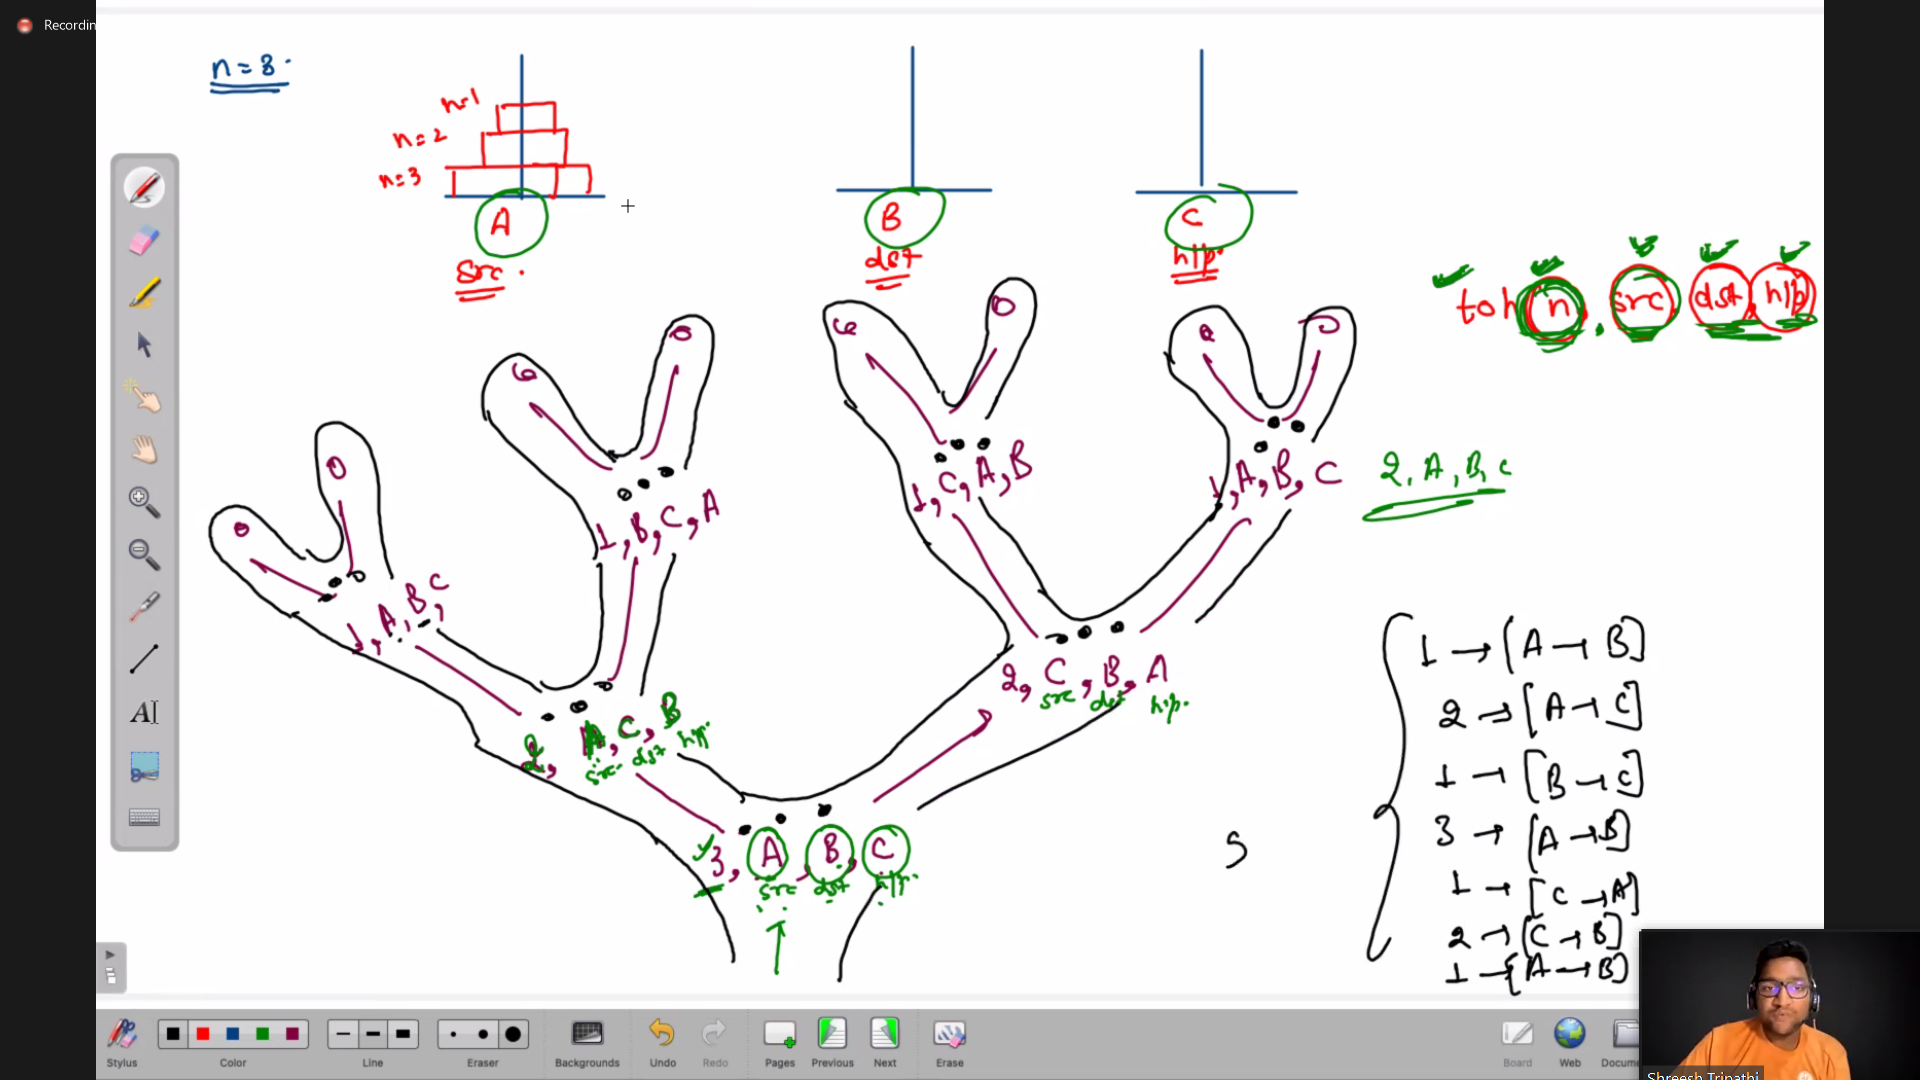 Recordin
n=3.
n=1
n=2
n=3
A
B
C
src.
dst
hlp.
toh n, src dst, hlp
0
0
0
0
0
0
0
0
1, C, A, B
1, A, B, C
2, A, B, C
1, B, C, A
1, A, B, C,
2, C, B, A
src dst hlp.
2, A, C, B
src. dst hlp.
3, A, B, C
src dst hlp.
S
1 → [A → B]
2 → [A → C]
1 → [B → C]
3 → [A → B]
1 → [C → A]
2 → [C → B]
1 → [A → B]
A
Stylus
Color
Line
Eraser
Backgrounds
Undo
Redo
Pages
Previous
Next
Erase
Board
Web
Docum
Shreesh Tripathi